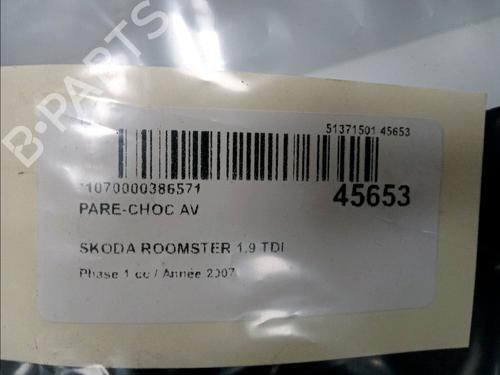 B-PARTS
51371501 45653
*1070000386571
45653
PARE-CHOC AV
SKODA ROOMSTER 1.9 TDI
Phase 1 cc / Année 2007